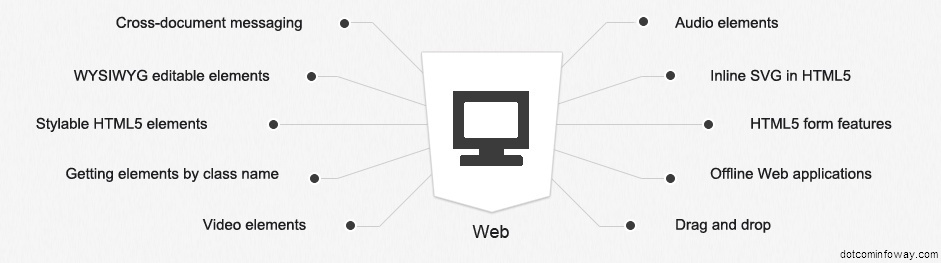 Cross-document messaging
Audio elements
WYSIWYG editable elements
Inline SVG in HTML5
Stylable HTML5 elements
HTML5 form features
Getting elements by class name
Offline Web applications
Video elements
Drag and drop
Web
dotcominfoway.com